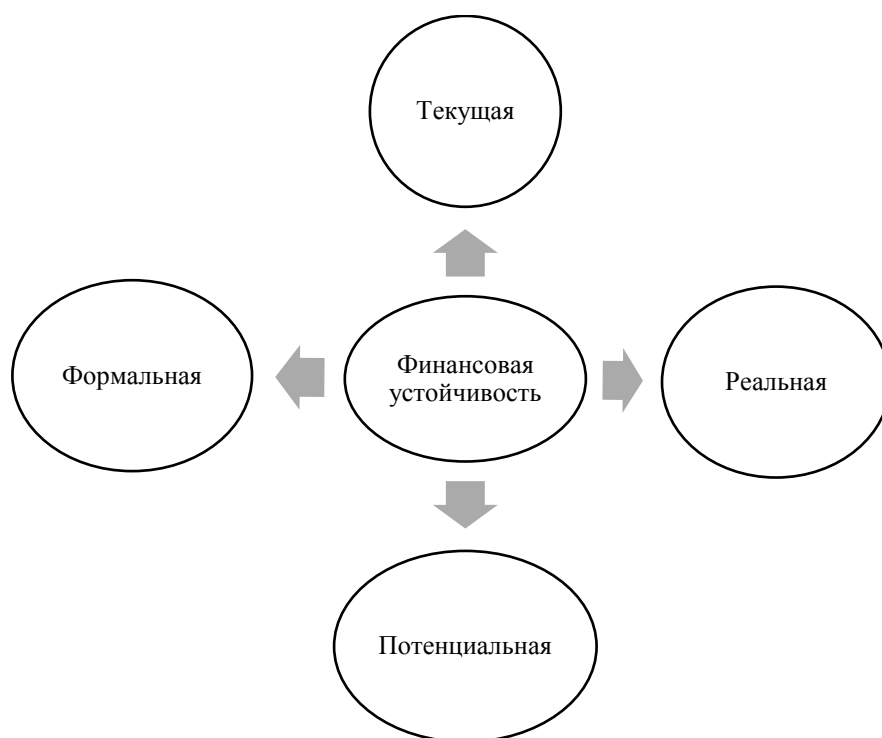 Текущая
Формальная
Финансовая
устойчивость
Реальная
Потенциальная